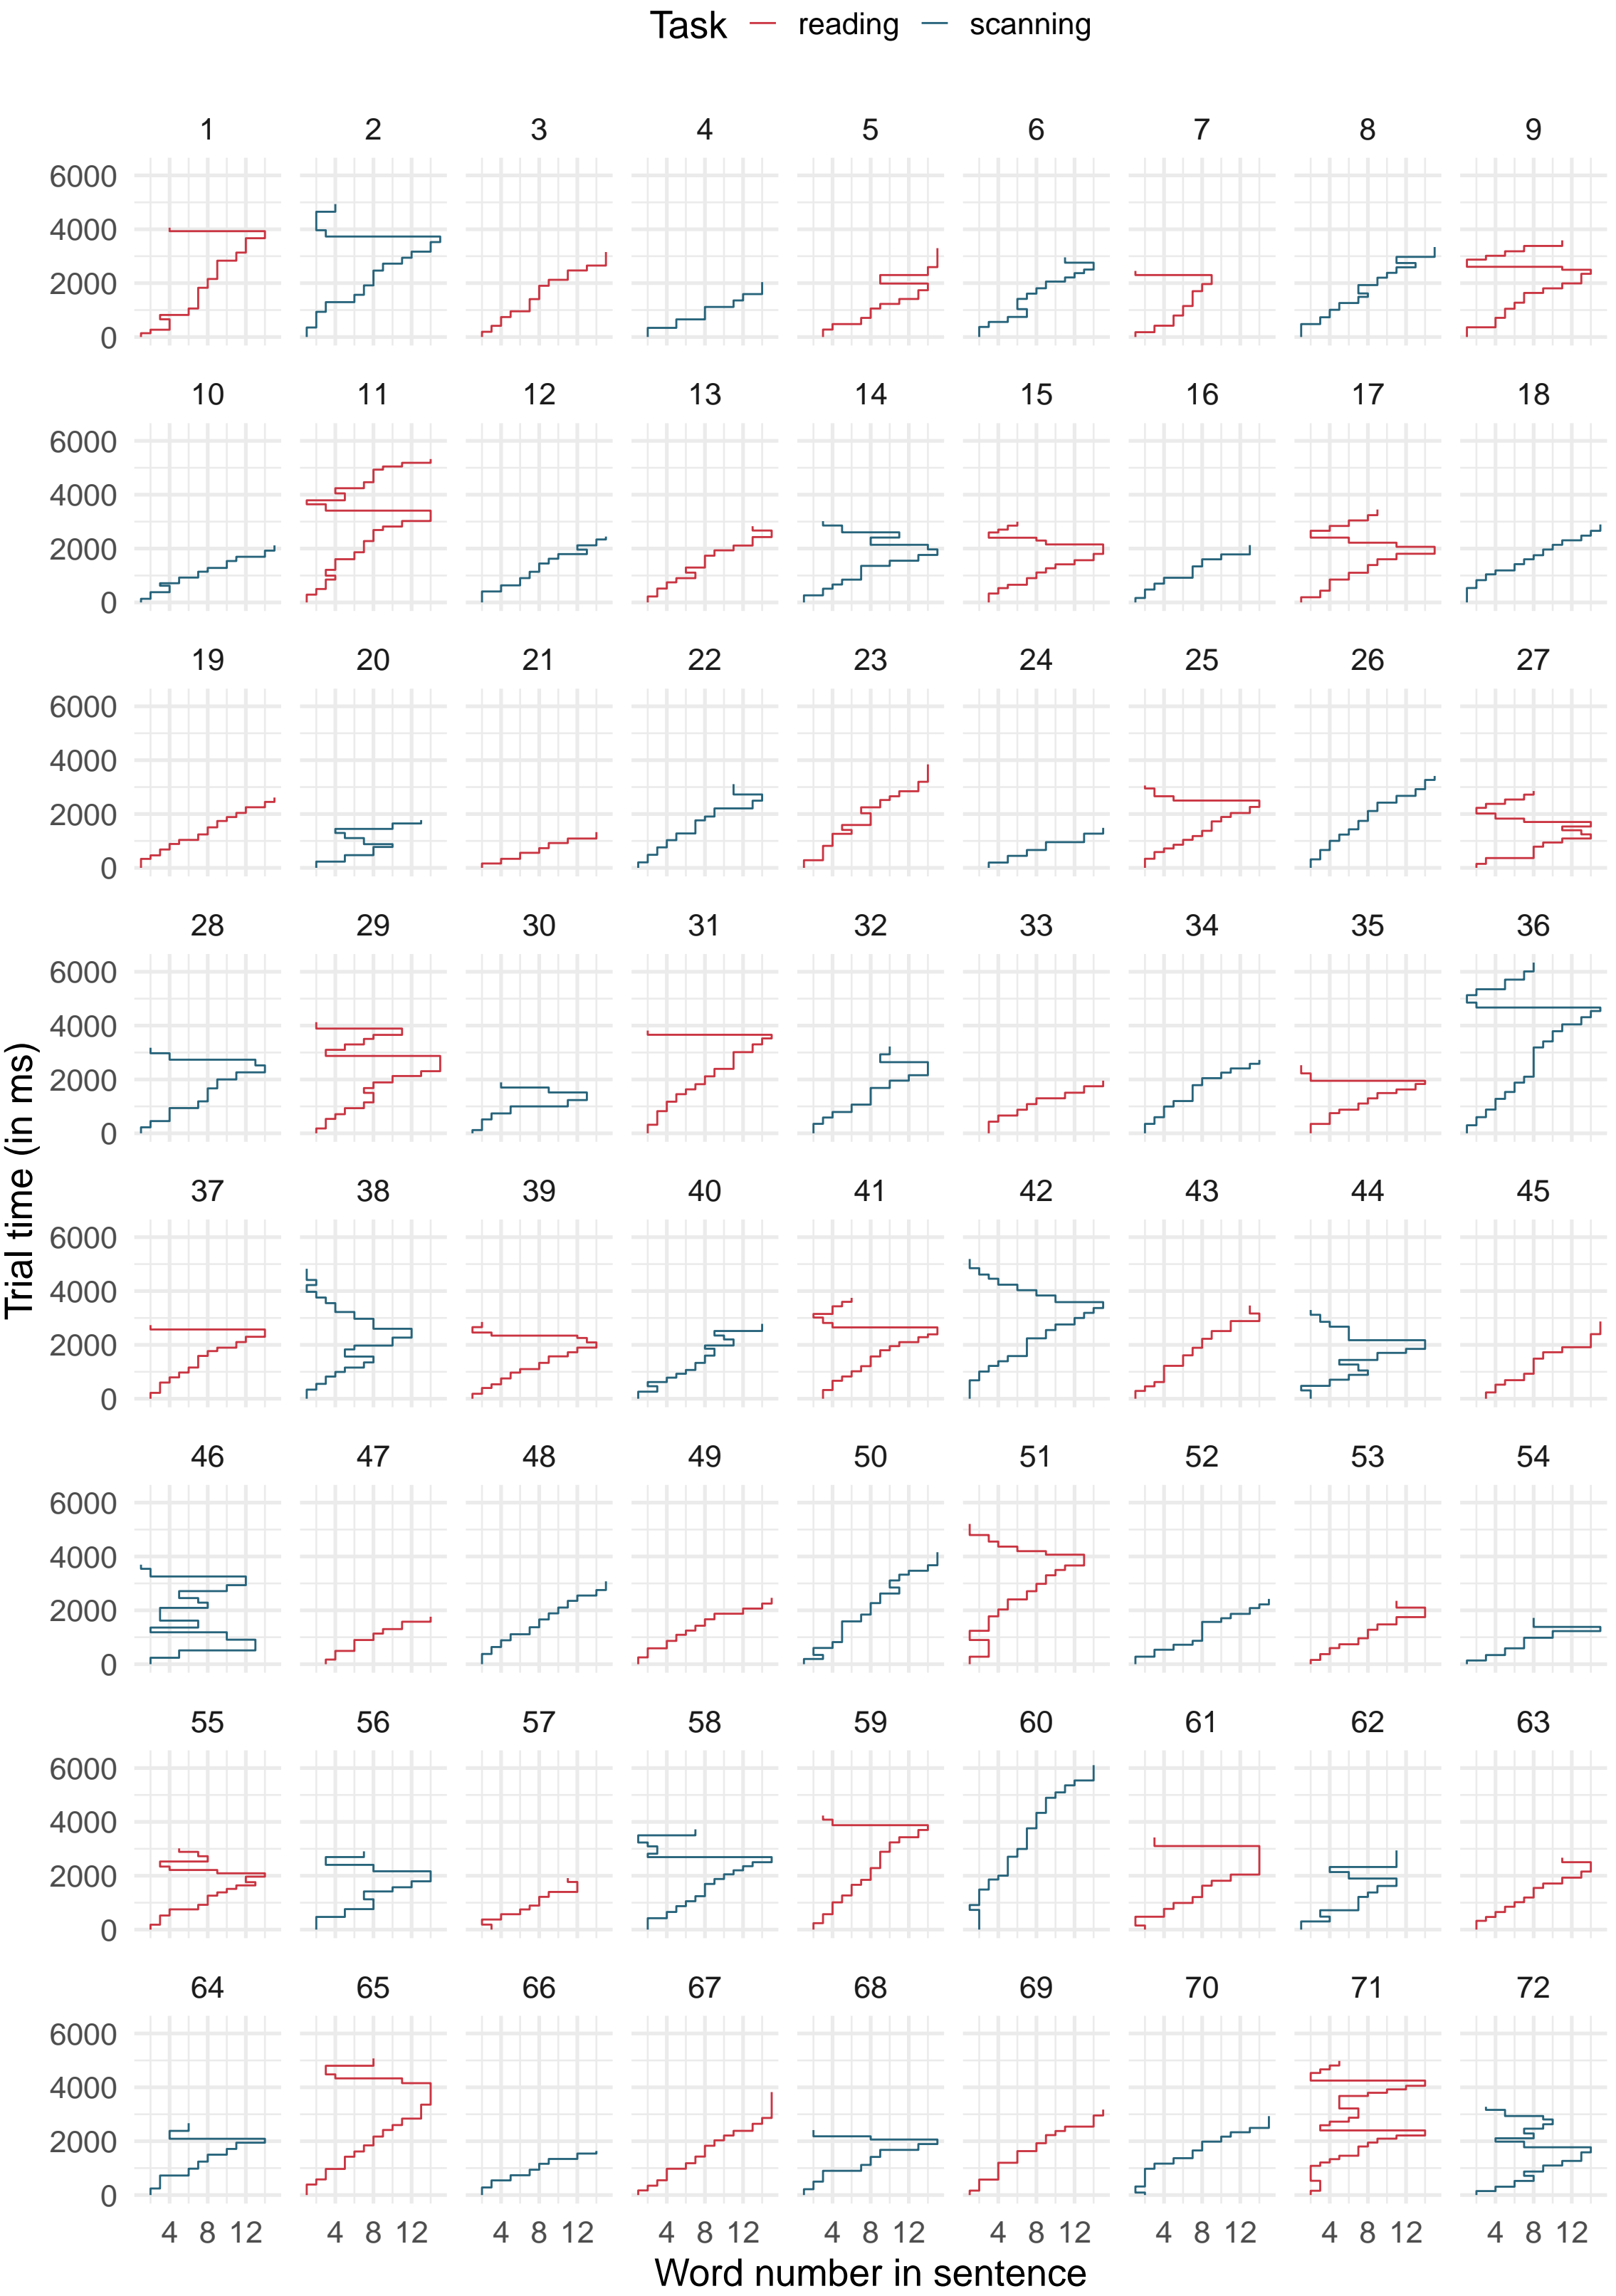 Task reading scanning
1 2 3 4 5 6 7 8 9
6000
4000
2000
0
10 11 12 13 14 15 16 17 18
6000
4000
2000
0
19 20 21 22 23 24 25 26 27
6000
4000
2000
0
28 29 30 31 32 33 34 35 36
6000
4000
2000
0
Trial time (in ms)
37 38 39 40 41 42 43 44 45
6000
4000
2000
0
46 47 48 49 50 51 52 53 54
6000
4000
2000
0
55 56 57 58 59 60 61 62 63
6000
4000
2000
0
64 65 66 67 68 69 70 71 72
6000
4000
2000
0
4 8 12 4 8 12 4 8 12 4 8 12 4 8 12 4 8 12 4 8 12 4 8 12 4 8 12
Word number in sentence